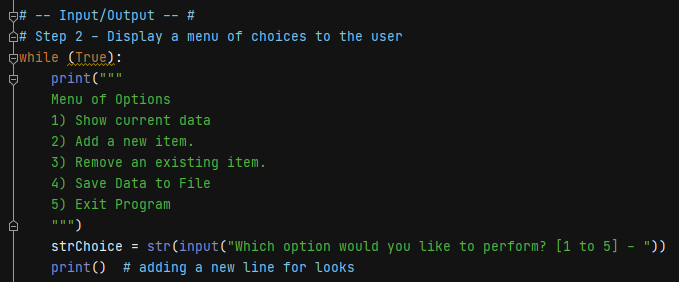 # -- Input/Output -- #
# Step 2 - Display a menu of choices to the user
while (True):
    print("""
    Menu of Options
    1) Show current data
    2) Add a new item.
    3) Remove an existing item.
    4) Save Data to File
    5) Exit Program
    """)
    strChoice = str(input("Which option would you like to perform? [1 to 5] - "))
    print()  # adding a new line for looks